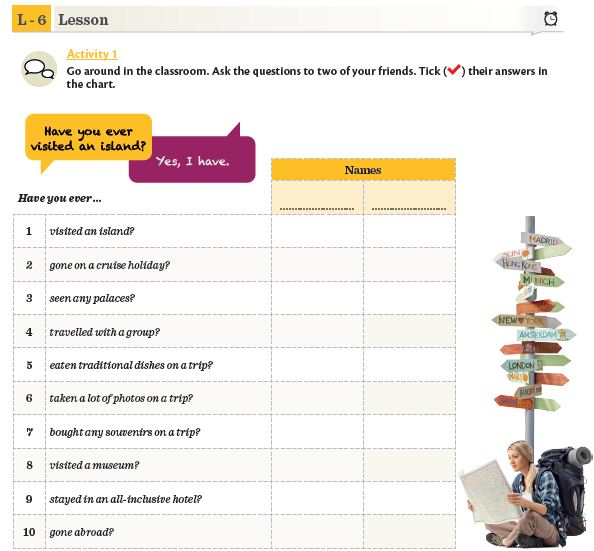 L - 6 Lesson
Activity 1
Go around in the classroom. Ask the questions to two of your friends. Tick (✓) their answers in
the chart.
Have you ever
visited an island?
Yes, I have.
Names
Have you ever...
1 visited an island?
2 gone on a cruise holiday?
3 seen any palaces?
4 travelled with a group?
5 eaten traditional dishes on a trip?
6 taken a lot of photos on a trip?
7 bought any souvenirs on a trip?
8 visited a museum?
9 stayed in an all-inclusive hotel?
10 gone abroad?
MADRID
HONG KONG
MUNICH
NEW YORK
AMSTERDAM
LONDON